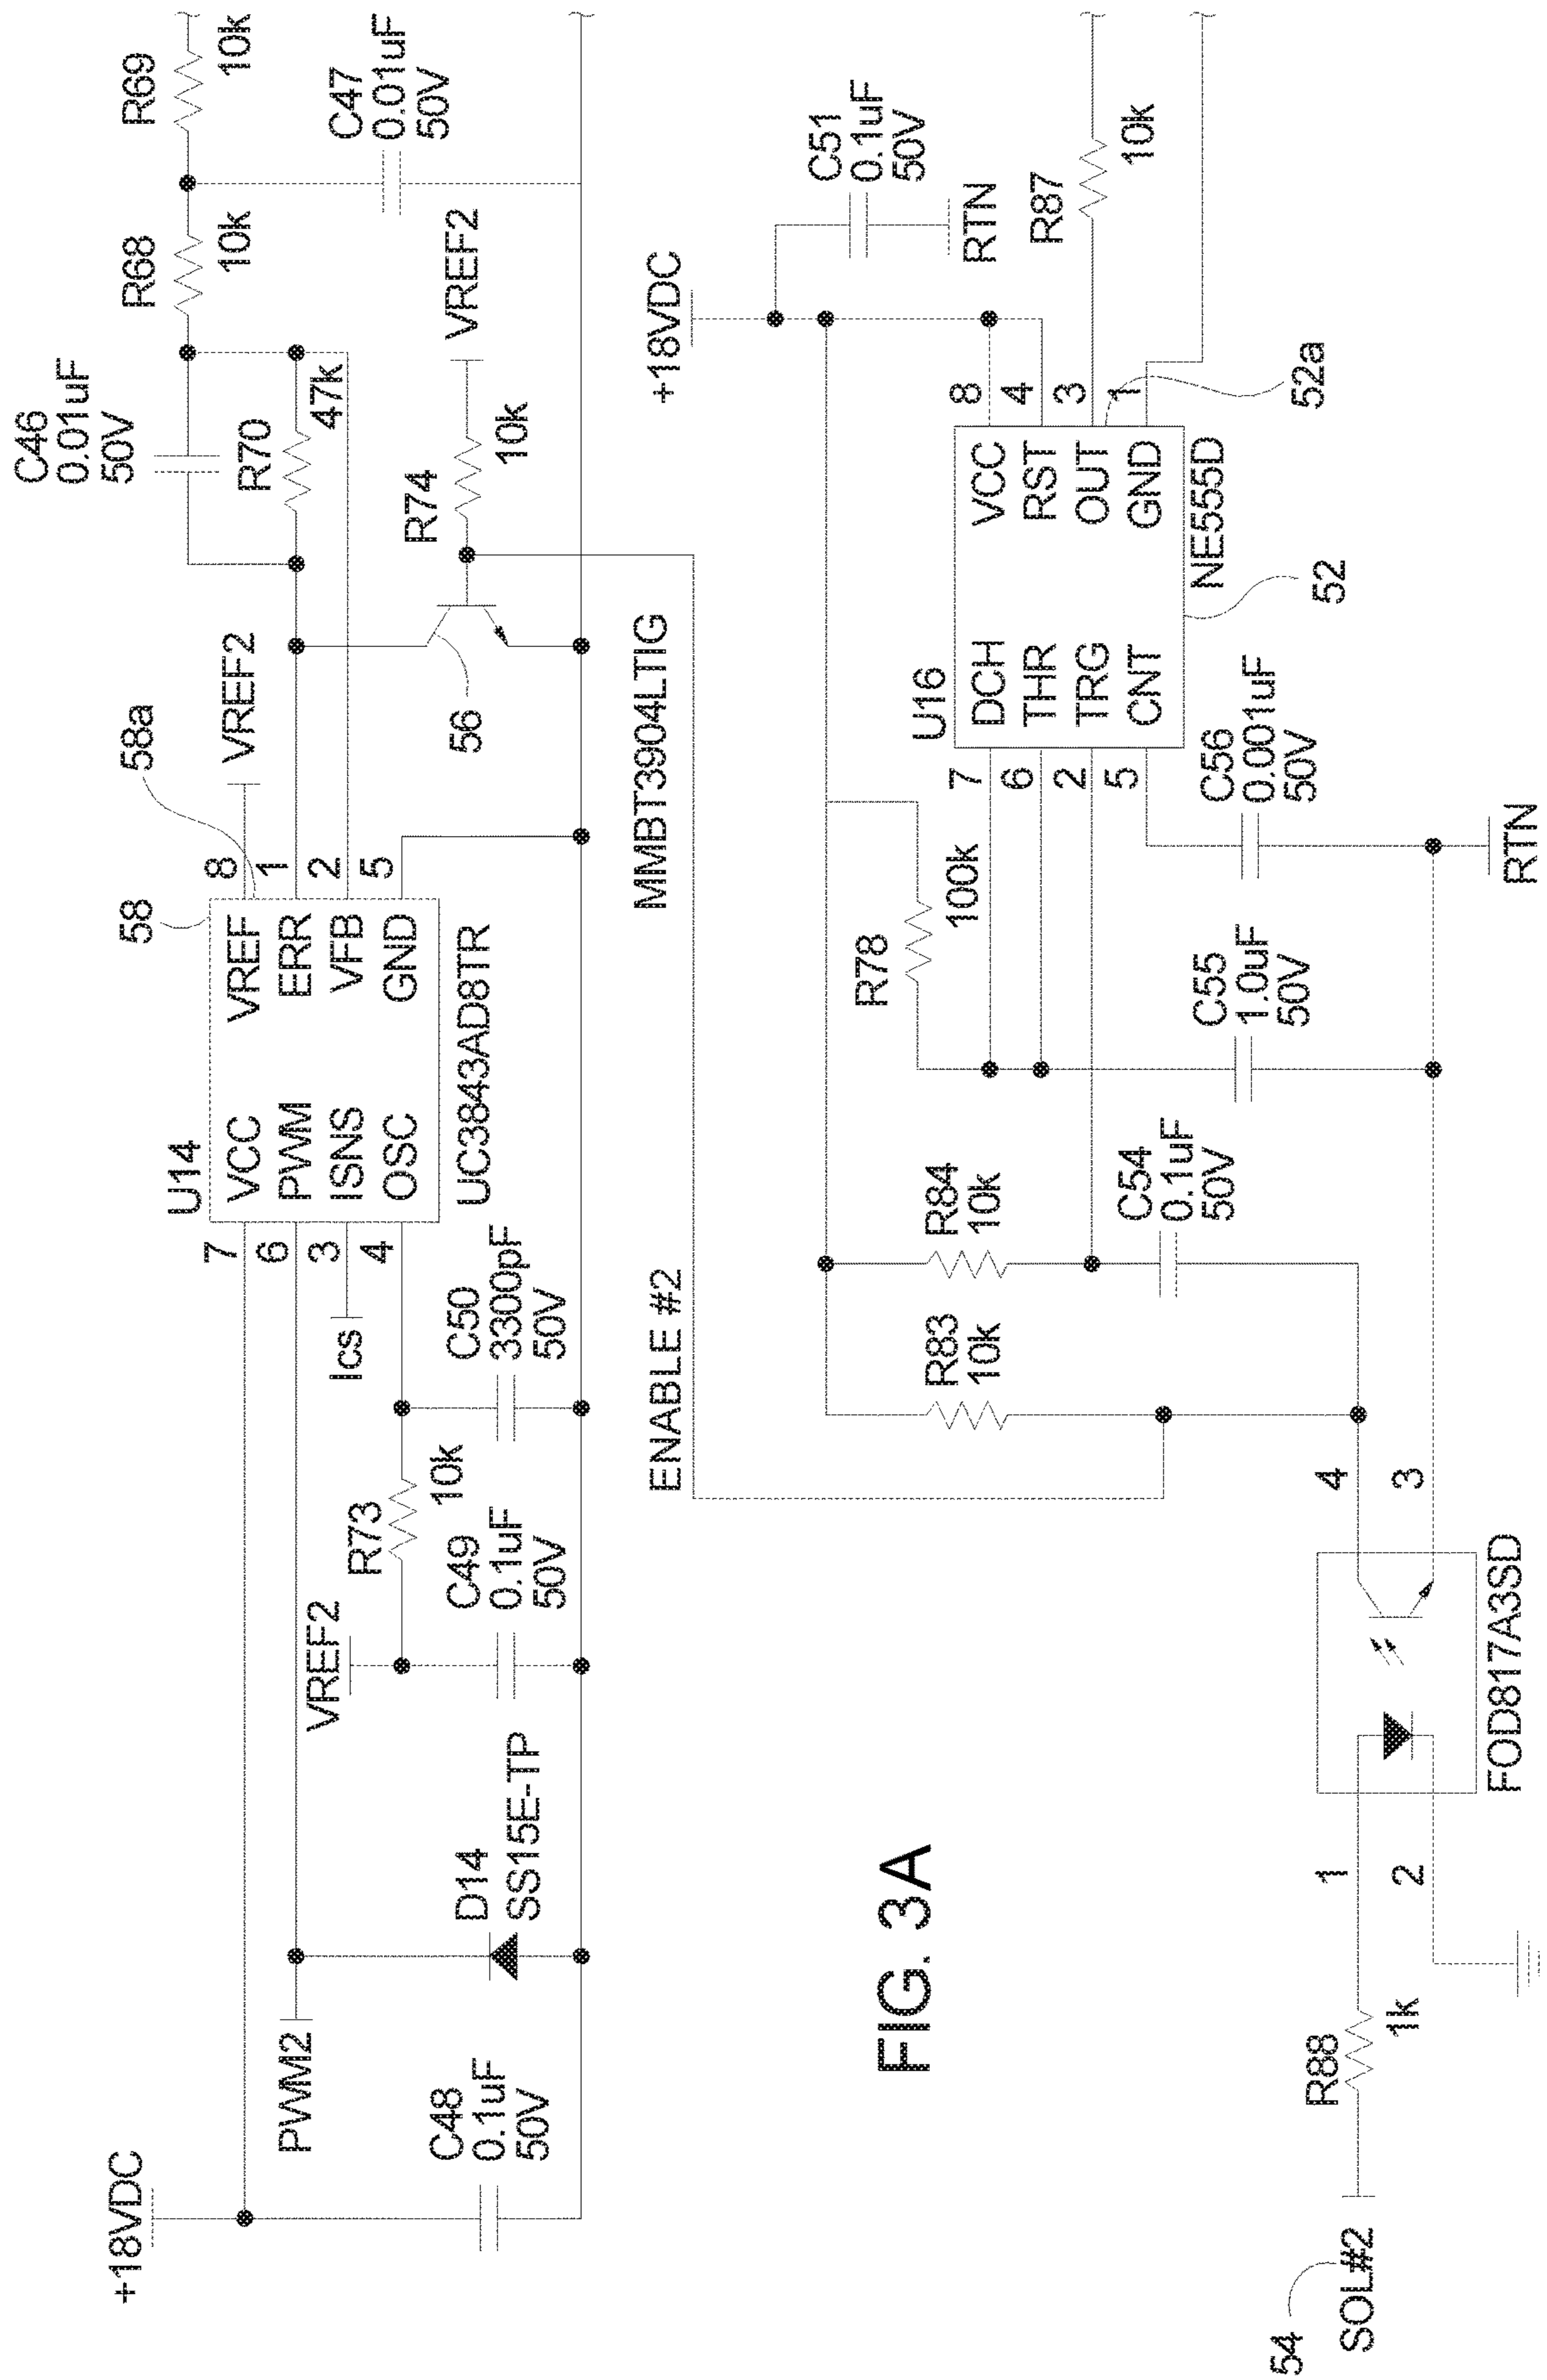 +18VDC
C48
0.1uF
50V
PWM2
D14
SS15E-TP
VREF2
C49
0.1uF
50V
R73
10k
C50
3300pF
50V
Ics
7
6
3
4
U14
VCC
PWM
ISNS
OSC
VREF
ERR
VFB
GND
UC3843AD8TR
58
8
1
2
5
58a
VREF2
56
MMBT3904LTIG
C46
0.01uF
50V
R70
47k
R74
10k
VREF2
R68
10k
C47
0.01uF
50V
R69
10k
ENABLE #2
54
SOL#2
R88
1k
1
2
FOD817A3SD
4
3
R83
10k
R84
10k
C54
0.1uF
50V
R78
100k
C55
1.0uF
50V
C56
0.001uF
50V
RTN
7
6
2
5
U16
DCH
THR
TRG
CNT
VCC
RST
OUT
GND
NE555D
52
8
4
3
1
52a
+18VDC
C51
0.1uF
50V
RTN
R87
10k
FIG. 3A